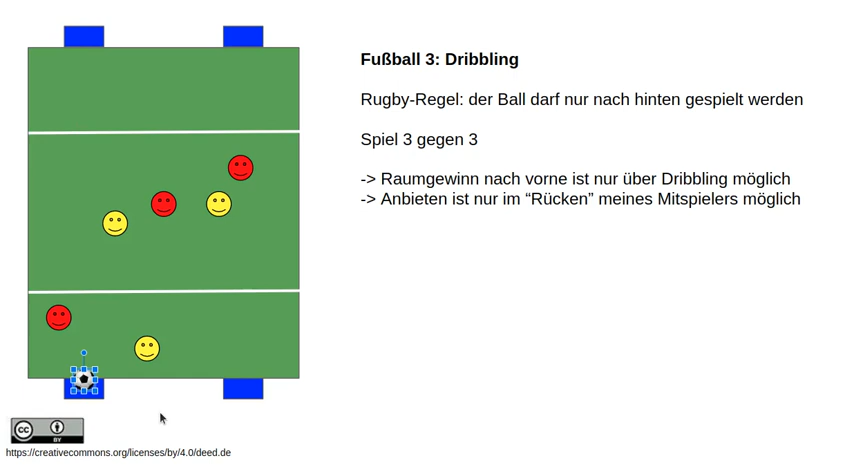 Fußball 3: Dribbling
Rugby-Regel: der Ball darf nur nach hinten gespielt werden
Spiel 3 gegen 3
-> Raumgewinn nach vorne ist nur über Dribbling möglich
-> Anbieten ist nur im “Rücken” meines Mitspielers möglich
cc
BY
https://creativecommons.org/licenses/by/4.0/deed.de